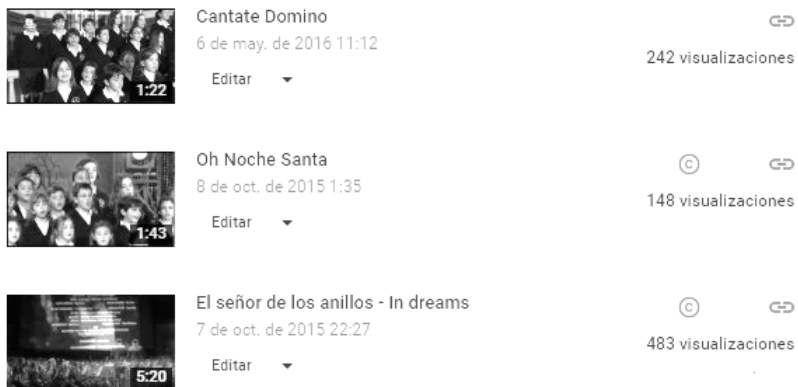 Cantate Domino
6 de may. de 2016 11:12
242 visualizaciones
Editar
1:22
Oh Noche Santa
©
8 de oct. de 2015 1:35
148 visualizaciones
Editar
1:43
El señor de los anillos - In dreams
©
7 de oct. de 2015 22:27
483 visualizaciones
Editar
5:20